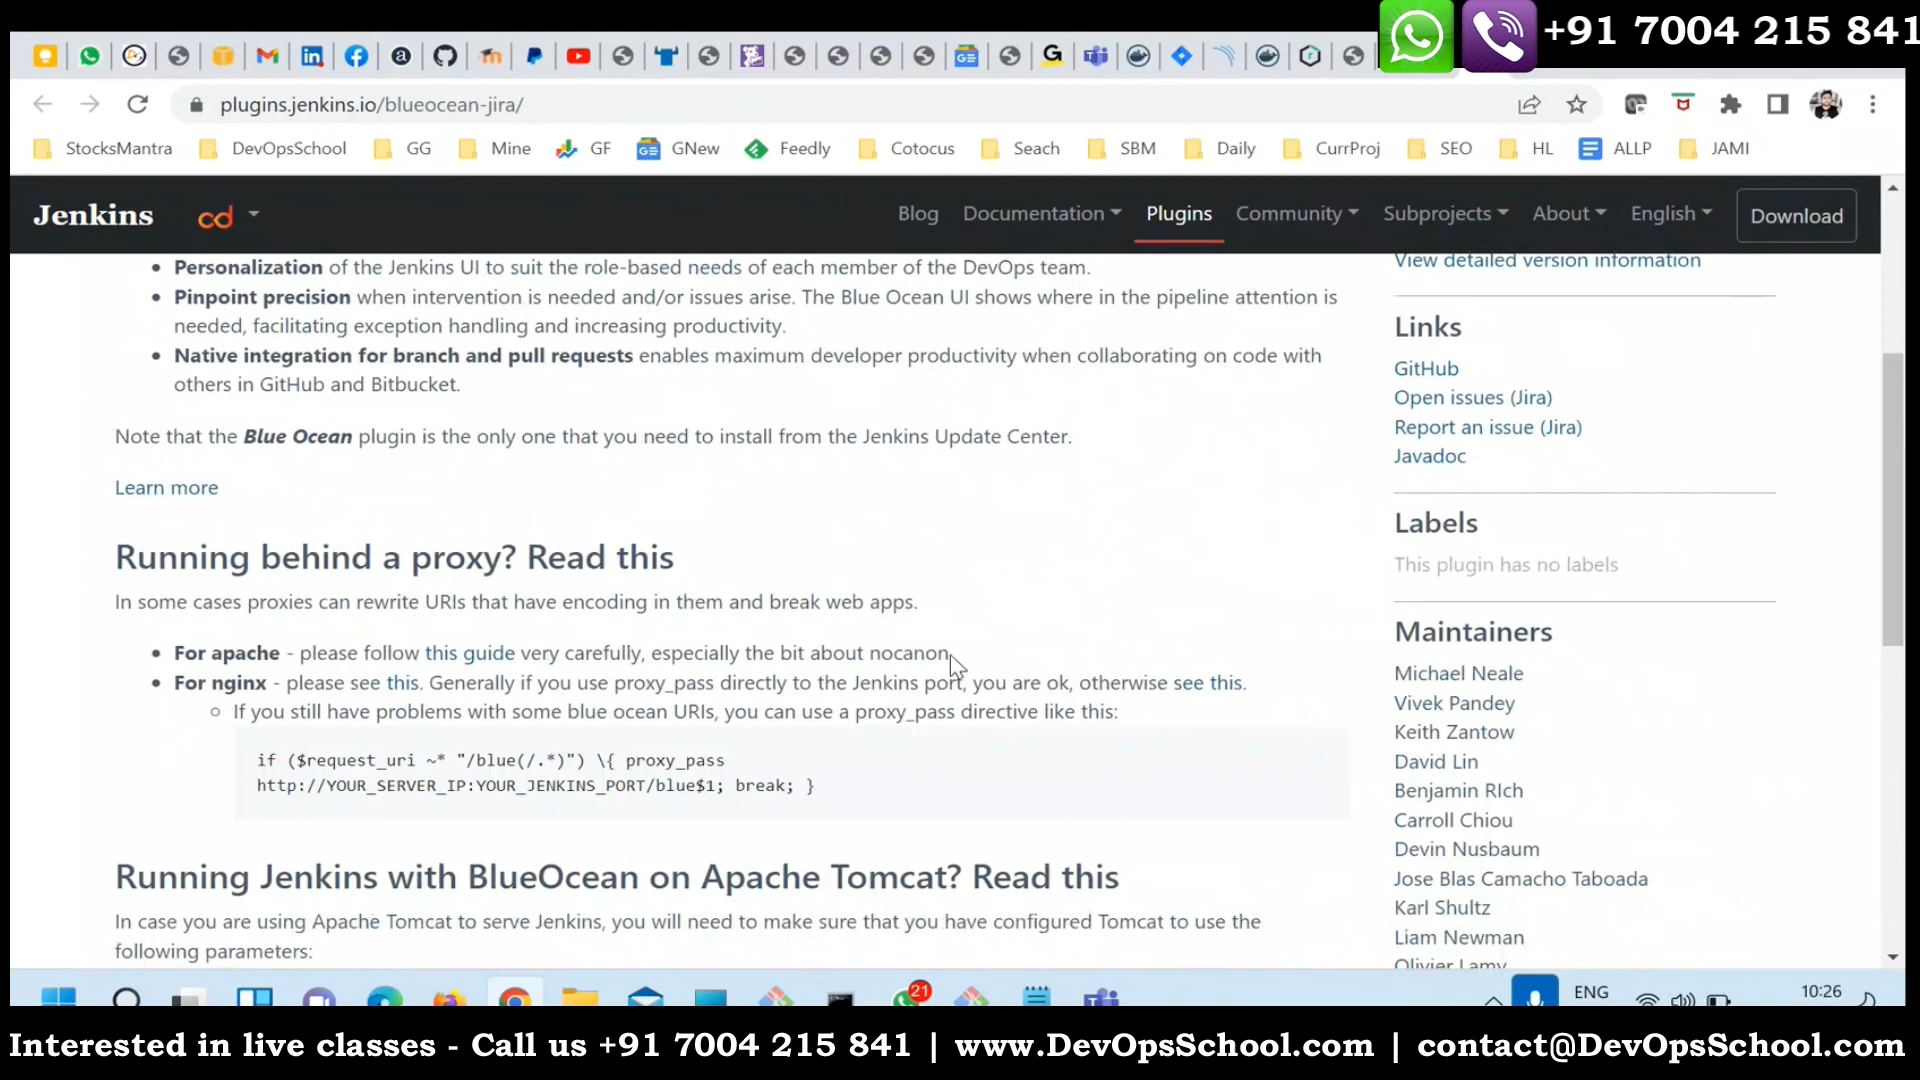 +91 7004 215 841
plugins.jenkins.io/blueocean-jira/
StocksMantra DevOpsSchool GG Mine GF GNew Feedly Cotocus Seach SBM Daily CurrProj SEO HL ALLP JAMI
Jenkins cd Blog Documentation Plugins Community Subprojects About English Download
Personalization of the Jenkins UI to suit the role-based needs of each member of the DevOps team.
Pinpoint precision when intervention is needed and/or issues arise. The Blue Ocean UI shows where in the pipeline attention is
needed, facilitating exception handling and increasing productivity.
Native integration for branch and pull requests enables maximum developer productivity when collaborating on code with
others in GitHub and Bitbucket.
Note that the Blue Ocean plugin is the only one that you need to install from the Jenkins Update Center.
Learn more
Running behind a proxy? Read this
In some cases proxies can rewrite URIs that have encoding in them and break web apps.
For apache - please follow this guide very carefully, especially the bit about nocanon.
For nginx - please see this. Generally if you use proxy_pass directly to the Jenkins port, you are ok, otherwise see this.
If you still have problems with some blue ocean URIs, you can use a proxy_pass directive like this:
if ($request_uri ~* "/blue(/.*)") \{ proxy_pass
http://YOUR_SERVER_IP:YOUR_JENKINS_PORT/blue$1; break; }
Running Jenkins with BlueOcean on Apache Tomcat? Read this
In case you are using Apache Tomcat to serve Jenkins, you will need to make sure that you have configured Tomcat to use the
following parameters:
View detailed version information
Links
GitHub
Open issues (Jira)
Report an issue (Jira)
Javadoc
Labels
This plugin has no labels
Maintainers
Michael Neale
Vivek Pandey
Keith Zantow
David Lin
Benjamin RIch
Carroll Chiou
Devin Nusbaum
Jose Blas Camacho Taboada
Karl Shultz
Liam Newman
Olivier Lamy
21
ENG
10:26
Interested in live classes - Call us +91 7004 215 841 | www.DevOpsSchool.com | contact@DevOpsSchool.com